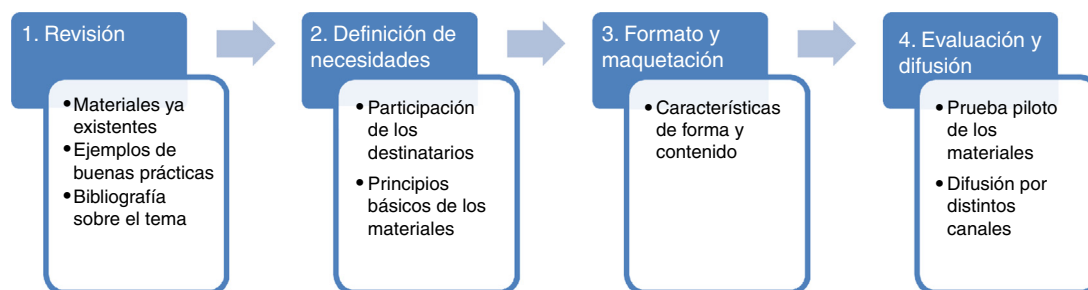 1. Revisión
• Materiales ya
existentes
• Ejemplos de
buenas prácticas
• Bibliografía
sobre el tema
2. Definición de
necesidades
• Participación
de los
destinatarios
• Principios
básicos de los
materiales
3. Formato y
maquetación
• Características
de forma y
contenido
4. Evaluación y
difusión
• Prueba piloto
de los
materiales
• Difusión por
distintos
canales